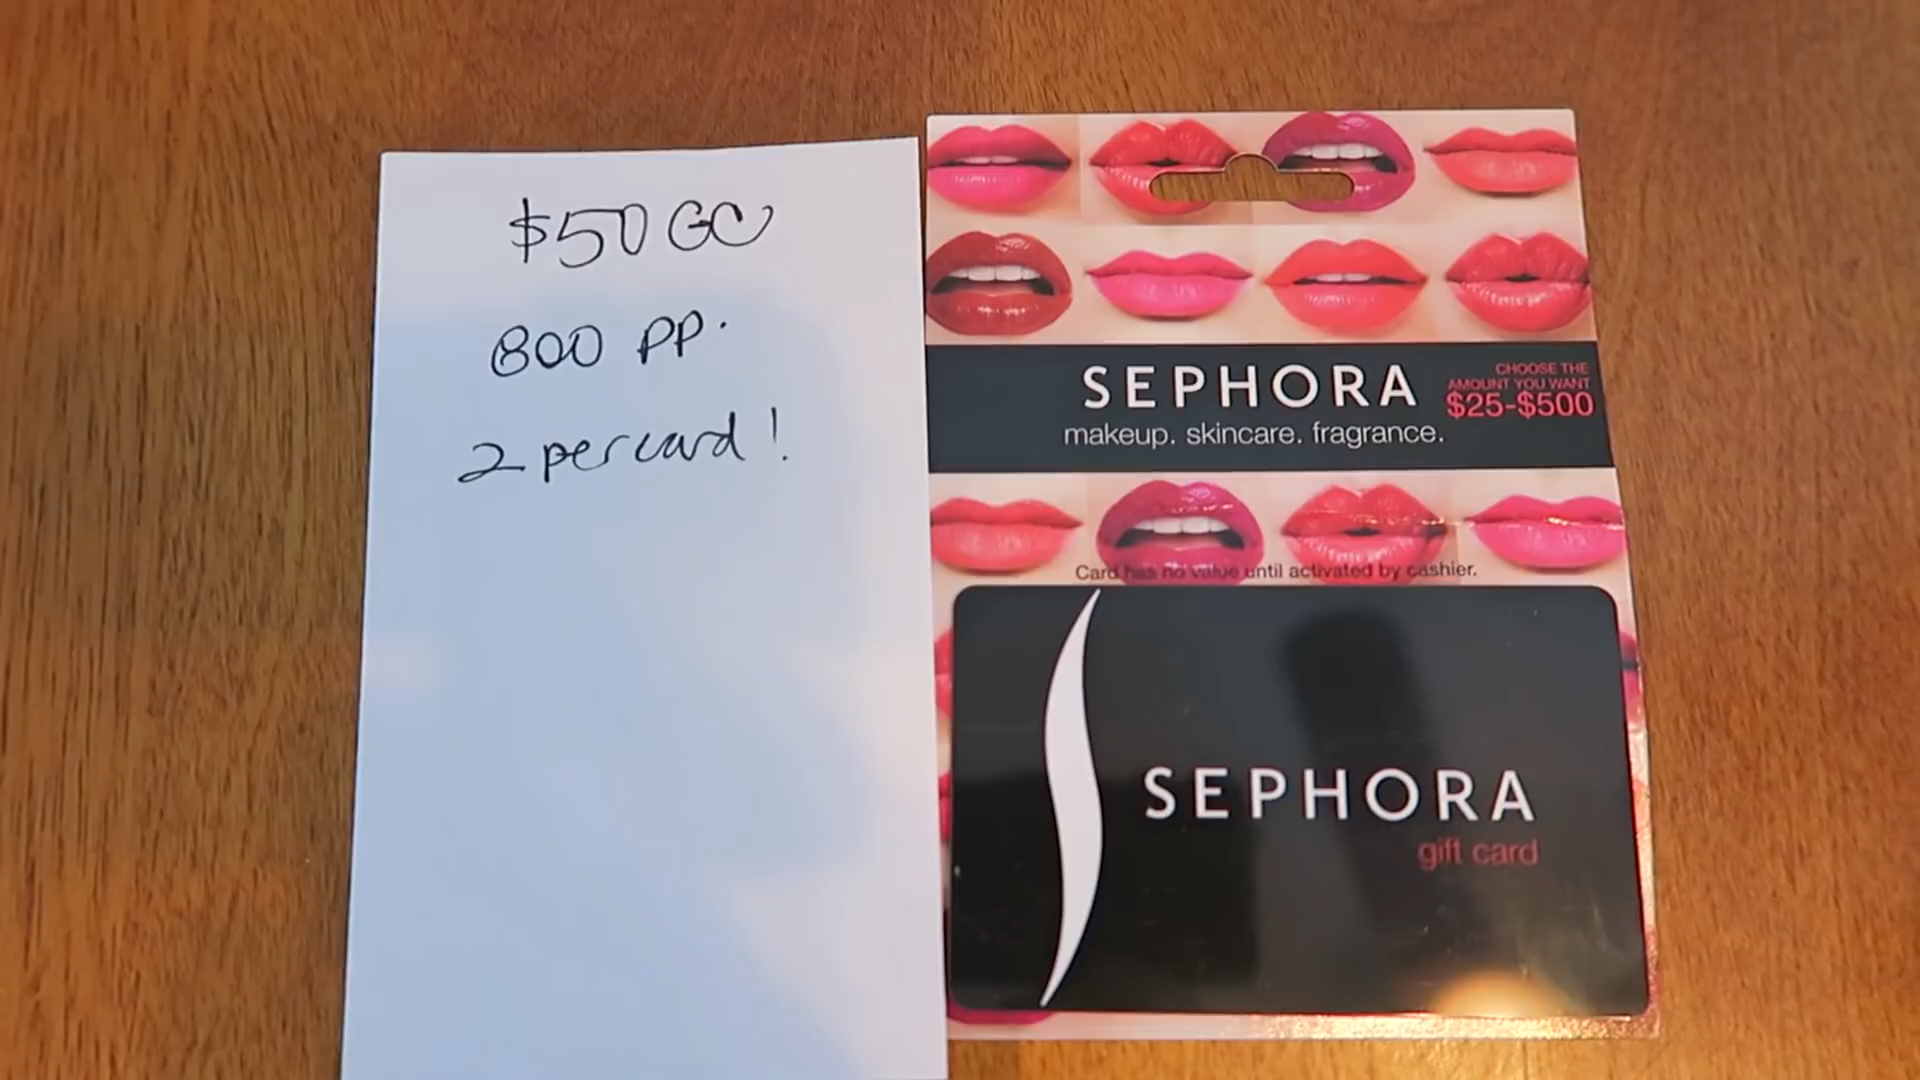 $50 GC
800 PP.
2 per card!
SEPHORA
makeup. skincare. fragrance.
CHOOSE THE
AMOUNT YOU WANT
$25-$500
Card has no value until activated by cashier.
SEPHORA
gift card